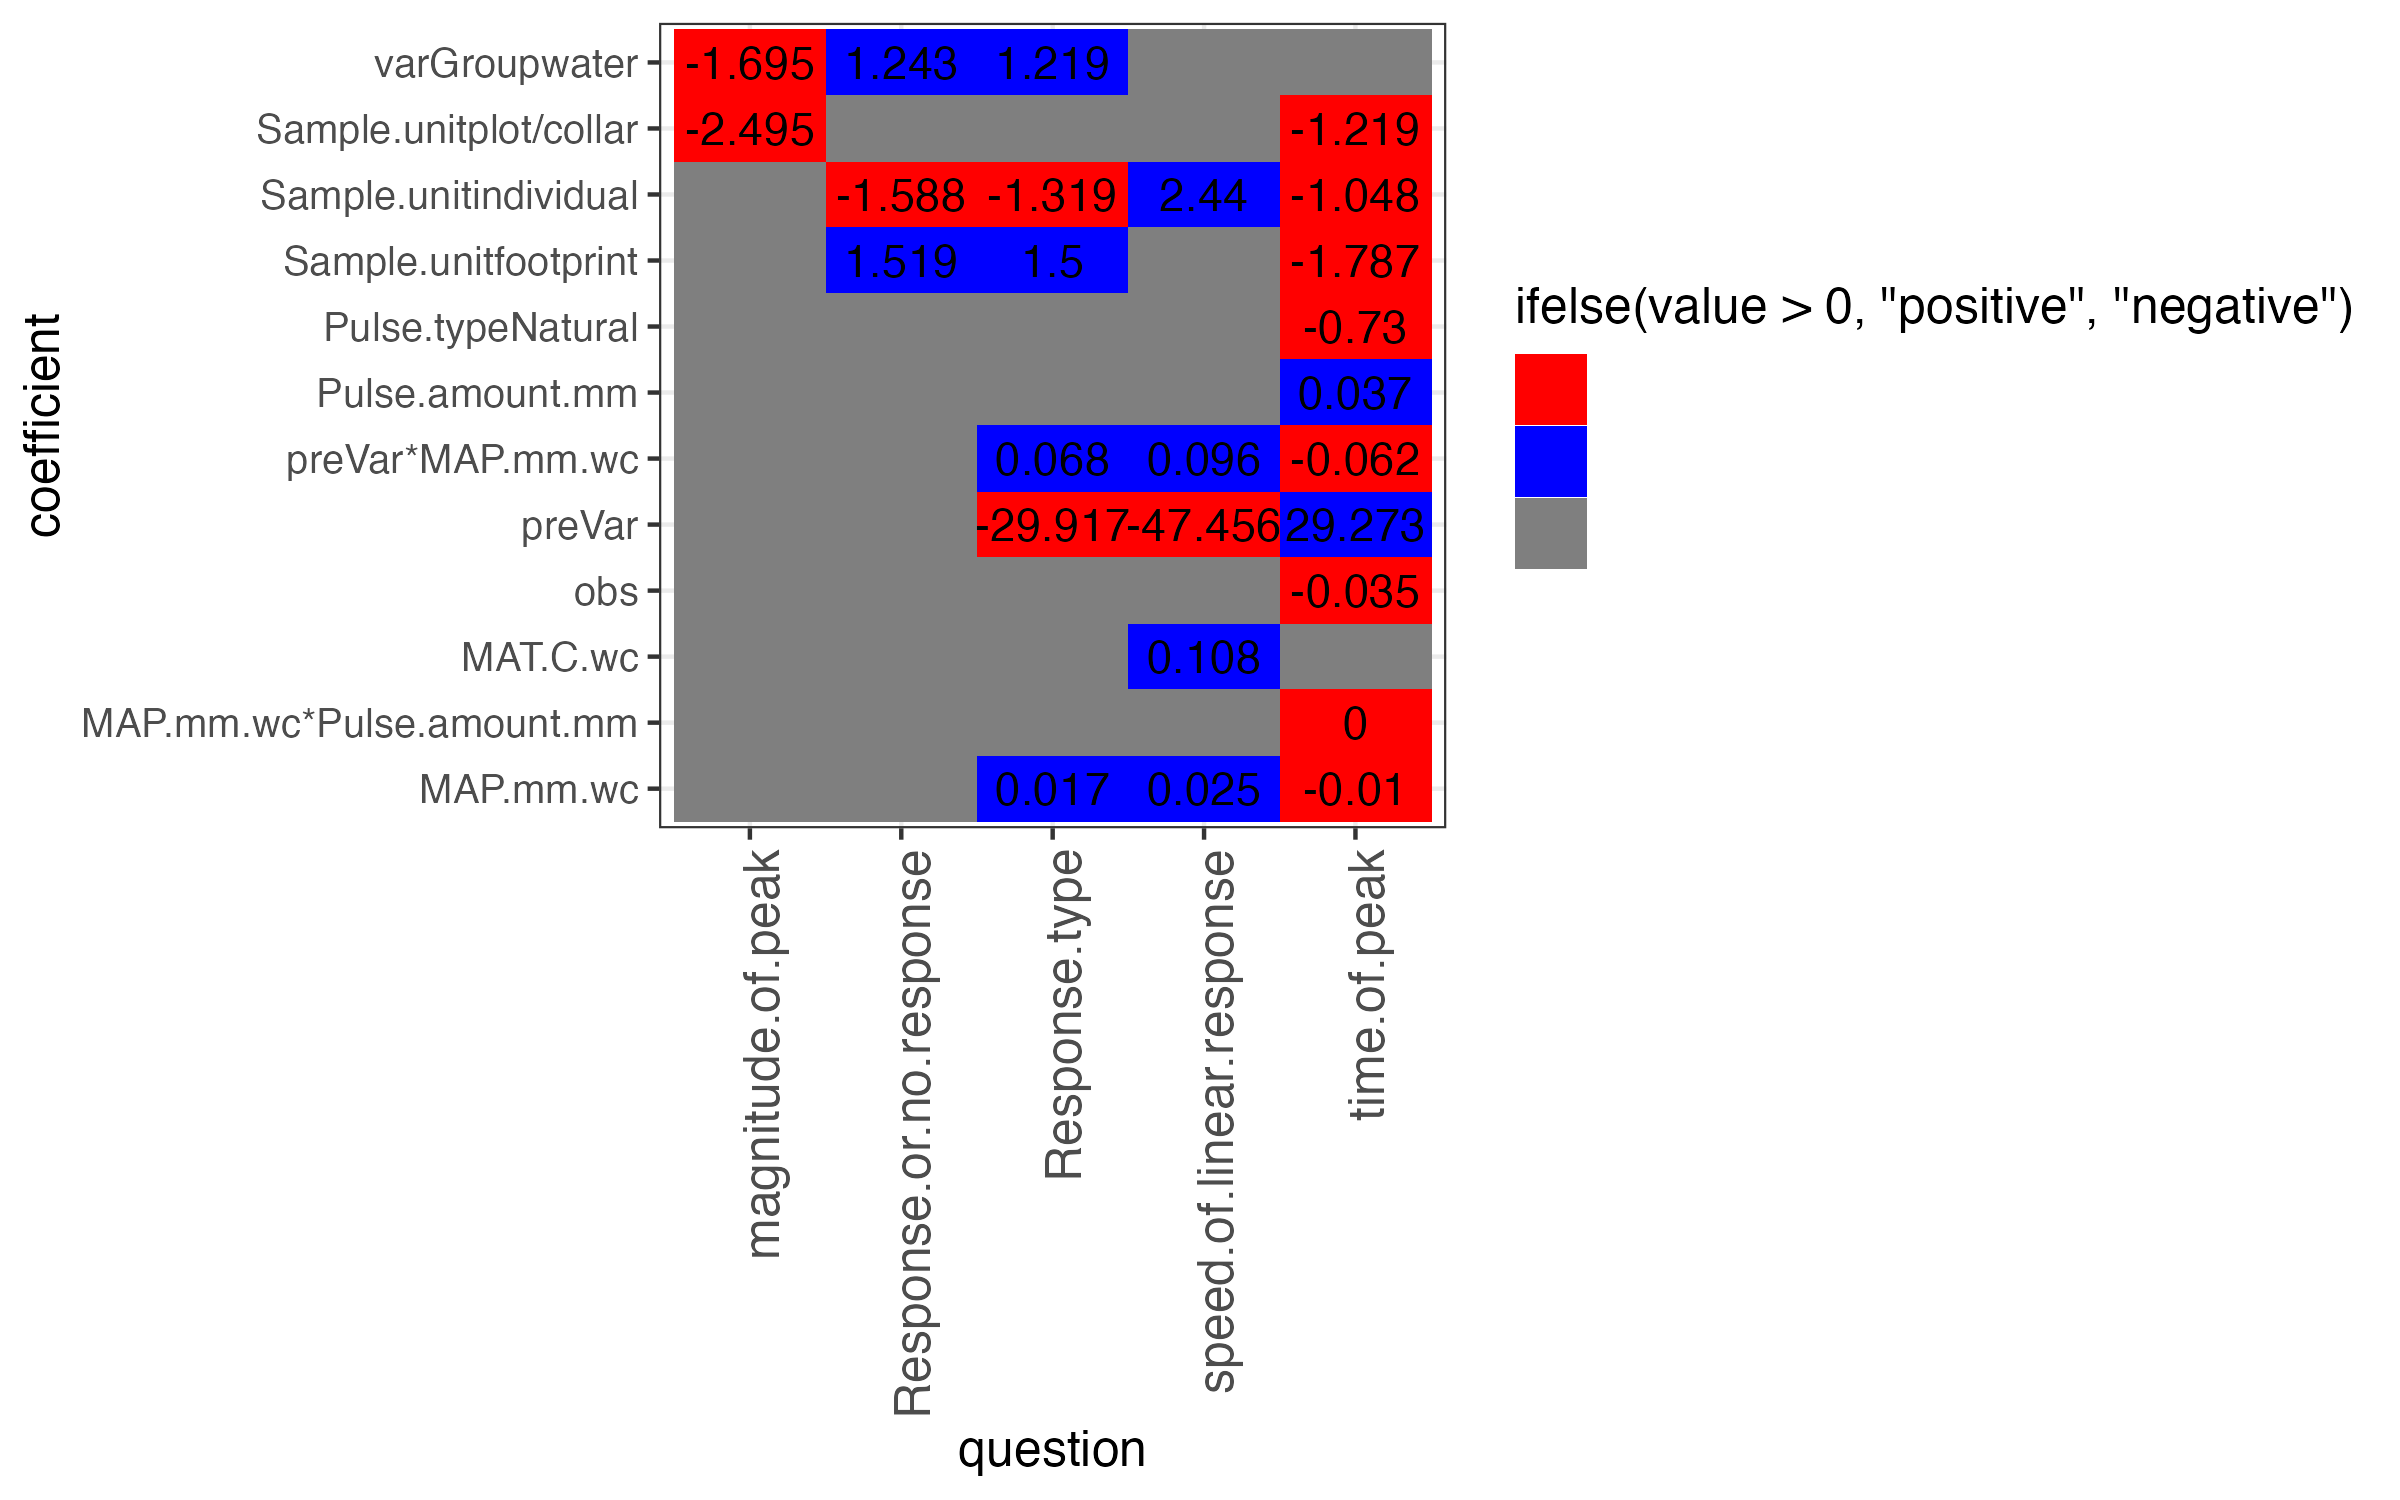 coefficient
varGroupwater -1.695 1.243 1.219
Sample.unitplot/collar -2.495 -1.219
Sample.unitindividual -1.588 -1.319 2.44 -1.048
Sample.unitfootprint 1.519 1.5 -1.787
Pulse.typeNatural -0.73
Pulse.amount.mm 0.037
preVar*MAP.mm.wc 0.068 0.096 -0.062
preVar -29.917 -47.456 29.273
obs -0.035
MAT.C.wc 0.108
MAP.mm.wc*Pulse.amount.mm 0
MAP.mm.wc 0.017 0.025 -0.01
magnitude.of.peak
Response.or.no.response
Response.type
speed.of.linear.response
time.of.peak
question
ifelse(value > 0, "positive", "negative")